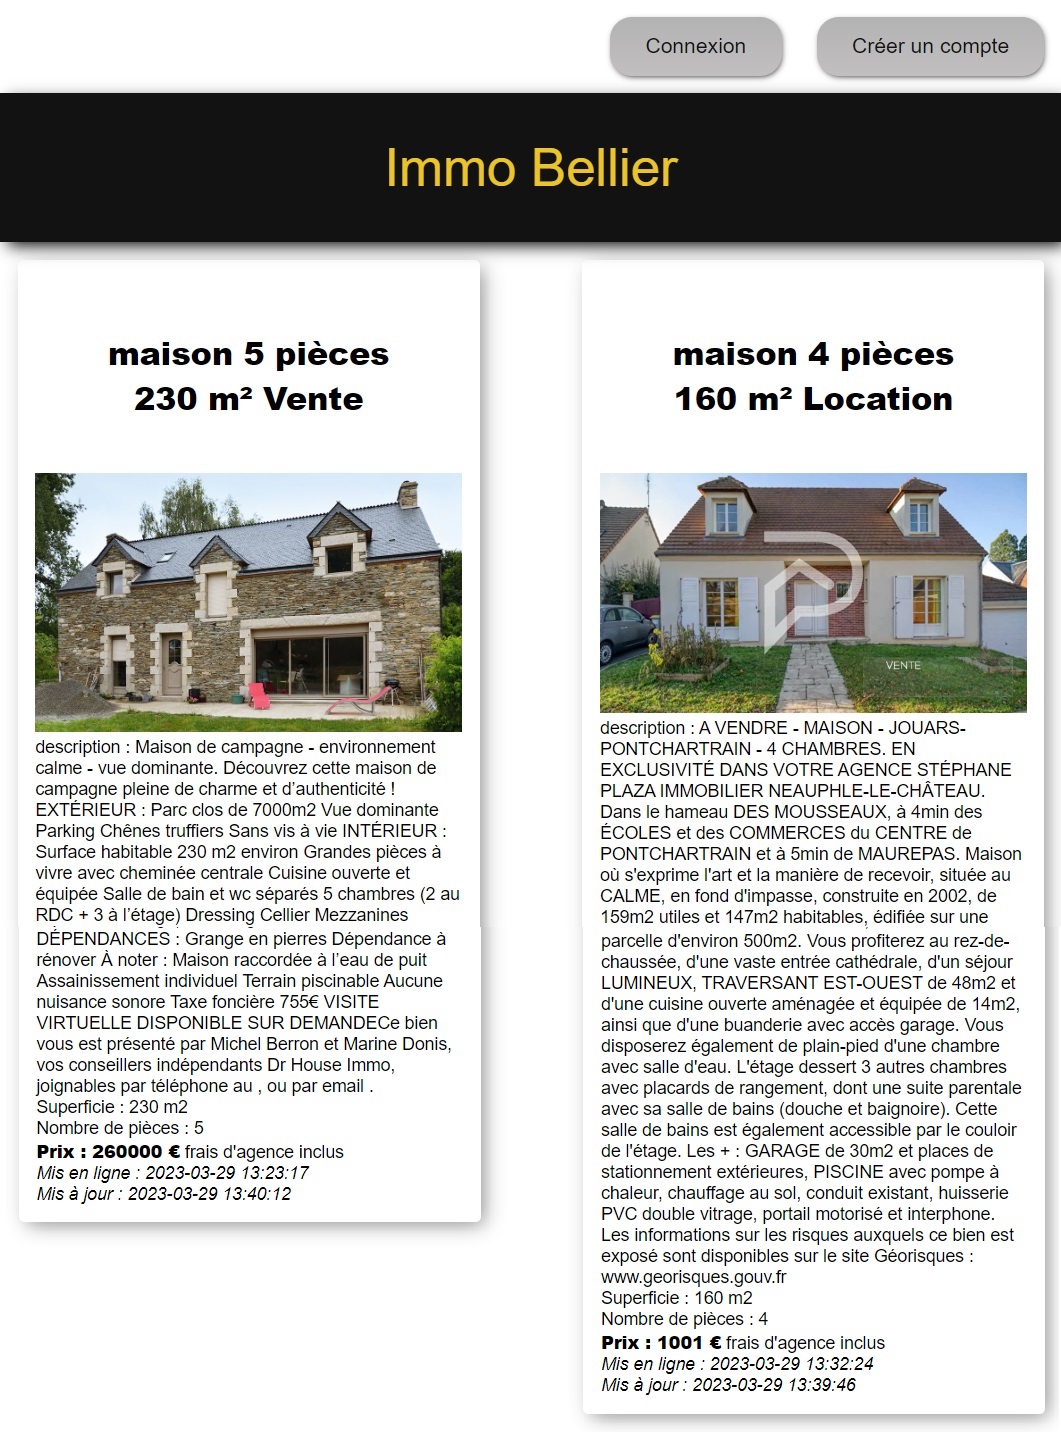 Connexion
Créer un compte
Immo Bellier
maison 5 pièces
230 m² Vente
description : Maison de campagne - environnement
calme - vue dominante. Découvrez cette maison de
campagne pleine de charme et d’authenticité !
EXTÉRIEUR : Parc clos de 7000m2 Vue dominante
Parking Chênes truffiers Sans vis à vie INTÉRIEUR :
Surface habitable 230 m2 environ Grandes pièces à
vivre avec cheminée centrale Cuisine ouverte et
équipée Salle de bain et wc séparés 5 chambres (2 au
RDC + 3 à l’étage) Dressing Cellier Mezzanines
DÉPENDANCES : Grange en pierres Dépendance à
rénover À noter : Maison raccordée à l’eau de puit
Assainissement individuel Terrain piscinable Aucune
nuisance sonore Taxe foncière 755€ VISITE
VIRTUELLE DISPONIBLE SUR DEMANDECe bien
vous est présenté par Michel Berron et Marine Donis,
vos conseillers indépendants Dr House Immo,
joignables par téléphone au , ou par email .
Superficie : 230 m2
Nombre de pièces : 5
Prix : 260000 € frais d'agence inclus
Mis en ligne : 2023-03-29 13:23:17
Mis à jour : 2023-03-29 13:40:12
maison 4 pièces
160 m² Location
VENTE
description : A VENDRE - MAISON - JOUARS-
PONTCHARTRAIN - 4 CHAMBRES. EN
EXCLUSIVITÉ DANS VOTRE AGENCE STÉPHANE
PLAZA IMMOBILIER NEAUPHLE-LE-CHÂTEAU.
Dans le hameau DES MOUSSEAUX, à 4min des
ÉCOLES et des COMMERCES du CENTRE de
PONTCHARTRAIN et à 5min de MAUREPAS. Maison
où s'exprime l'art et la manière de recevoir, située au
CALME, en fond d'impasse, construite en 2002, de
159m2 utiles et 147m2 habitables, édifiée sur une
parcelle d'environ 500m2. Vous profiterez au rez-de-
chaussée, d'une vaste entrée cathédrale, d'un séjour
LUMINEUX, TRAVERSANT EST-OUEST de 48m2 et
d'une cuisine ouverte aménagée et équipée de 14m2,
ainsi que d'une buanderie avec accès garage. Vous
disposerez également de plain-pied d'une chambre
avec salle d'eau. L'étage dessert 3 autres chambres
avec placards de rangement, dont une suite parentale
avec sa salle de bains (douche et baignoire). Cette
salle de bains est également accessible par le couloir
de l'étage. Les + : GARAGE de 30m2 et places de
stationnement extérieures, PISCINE avec pompe à
chaleur, chauffage au sol, conduit existant, huisserie
PVC double vitrage, portail motorisé et interphone.
Les informations sur les risques auxquels ce bien est
exposé sont disponibles sur le site Géorisques :
www.georisques.gouv.fr
Superficie : 160 m2
Nombre de pièces : 4
Prix : 1001 € frais d'agence inclus
Mis en ligne : 2023-03-29 13:32:24
Mis à jour : 2023-03-29 13:39:46